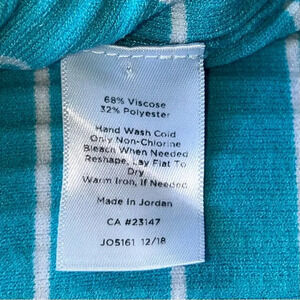 68% Viscose
32% Polyester
Hand Wash Cold
Only Non-Chlorine
Bleach When Needed
Reshape, Lay Flat To
Dry
Warm Iron, If Needed
Made In Jordan
CA #23147
JO5161 12/18